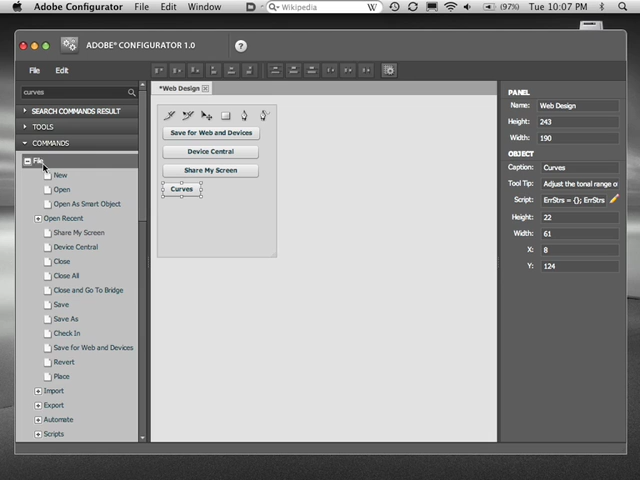 Adobe Configurator File Edit Window Wikipedia (97%) Tue 10:07 PM
ADOBE® CONFIGURATOR 1.0 ?
File Edit
curves
SEARCH COMMANDS RESULT
TOOLS
COMMANDS
File
New
Open
Open As Smart Object
Open Recent
Share My Screen
Device Central
Close
Close All
Close and Go To Bridge
Save
Save As
Check In
Save for Web and Devices
Revert
Place
Import
Export
Automate
Scripts
*Web Design
Save for Web and Devices
Device Central
Share My Screen
Curves
PANEL
Name: Web Design
Height: 243
Width: 190
OBJECT
Caption: Curves
Tool Tip: Adjust the tonal range o
Script: ErrStrs = {}; ErrStrs
Height: 22
Width: 61
X: 8
Y: 124